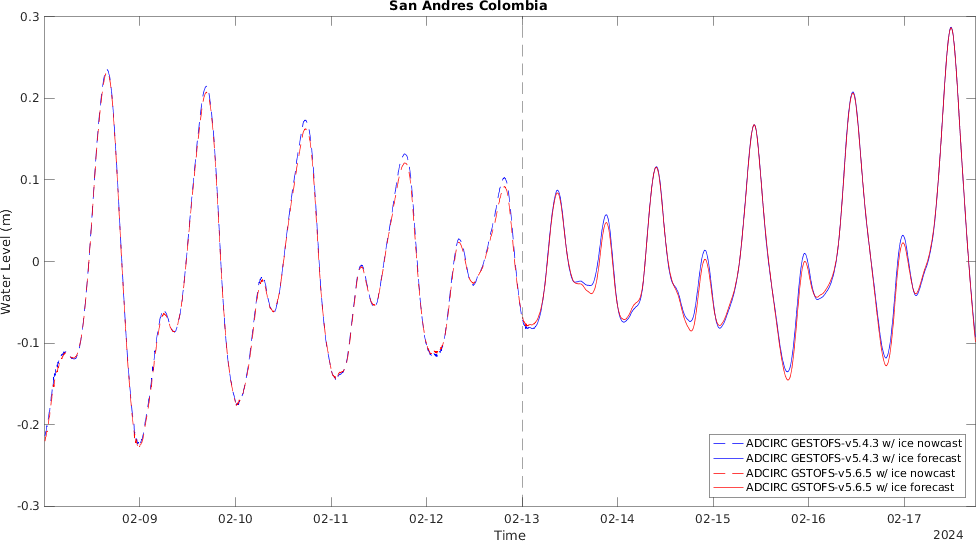 San Andres Colombia
0.3
0.2
0.1
0
-0.1
-0.2
-0.3
Water Level (m)
ADCIRC GESTOFS-v5.4.3 w/ ice nowcast
ADCIRC GESTOFS-v5.4.3 w/ ice forecast
ADCIRC GSTOFS-v5.6.5 w/ ice nowcast
ADCIRC GSTOFS-v5.6.5 w/ ice forecast
02-09 02-10 02-11 02-12 02-13 02-14 02-15 02-16 02-17
Time
2024